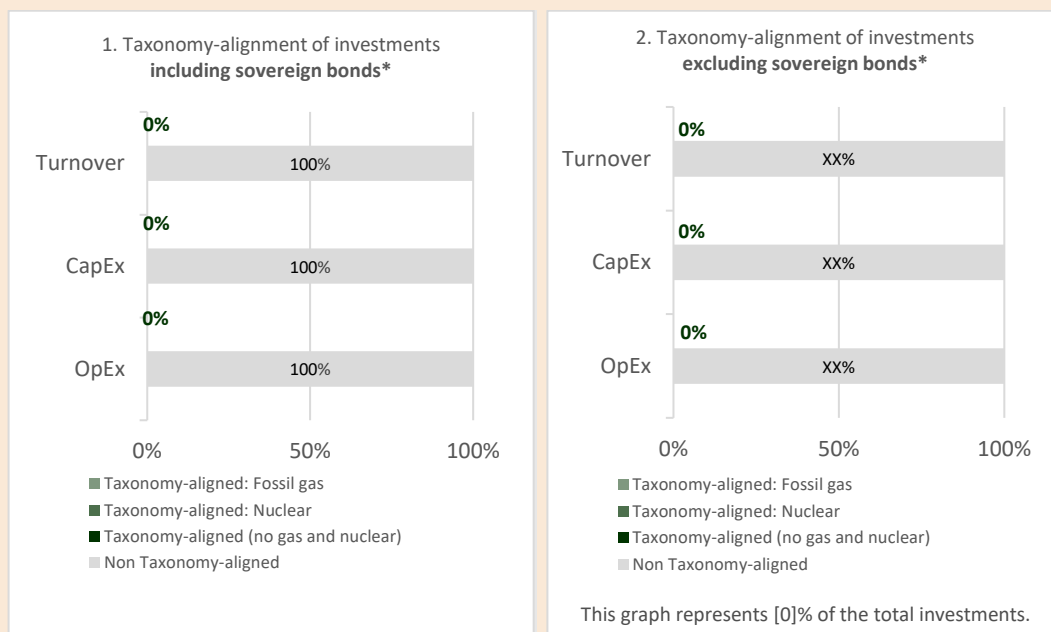 1. Taxonomy-alignment of investments
including sovereign bonds*
0%
Turnover
100%
0%
CapEx
100%
0%
OpEx
100%
0%
50%
100%
Taxonomy-aligned: Fossil gas
Taxonomy-aligned: Nuclear
Taxonomy-aligned (no gas and nuclear)
Non Taxonomy-aligned
2. Taxonomy-alignment of investments
excluding sovereign bonds*
0%
Turnover
XX%
0%
CapEx
XX%
0%
OpEx
XX%
0%
50%
100%
Taxonomy-aligned: Fossil gas
Taxonomy-aligned: Nuclear
Taxonomy-aligned (no gas and nuclear)
Non Taxonomy-aligned
This graph represents [0]% of the total investments.